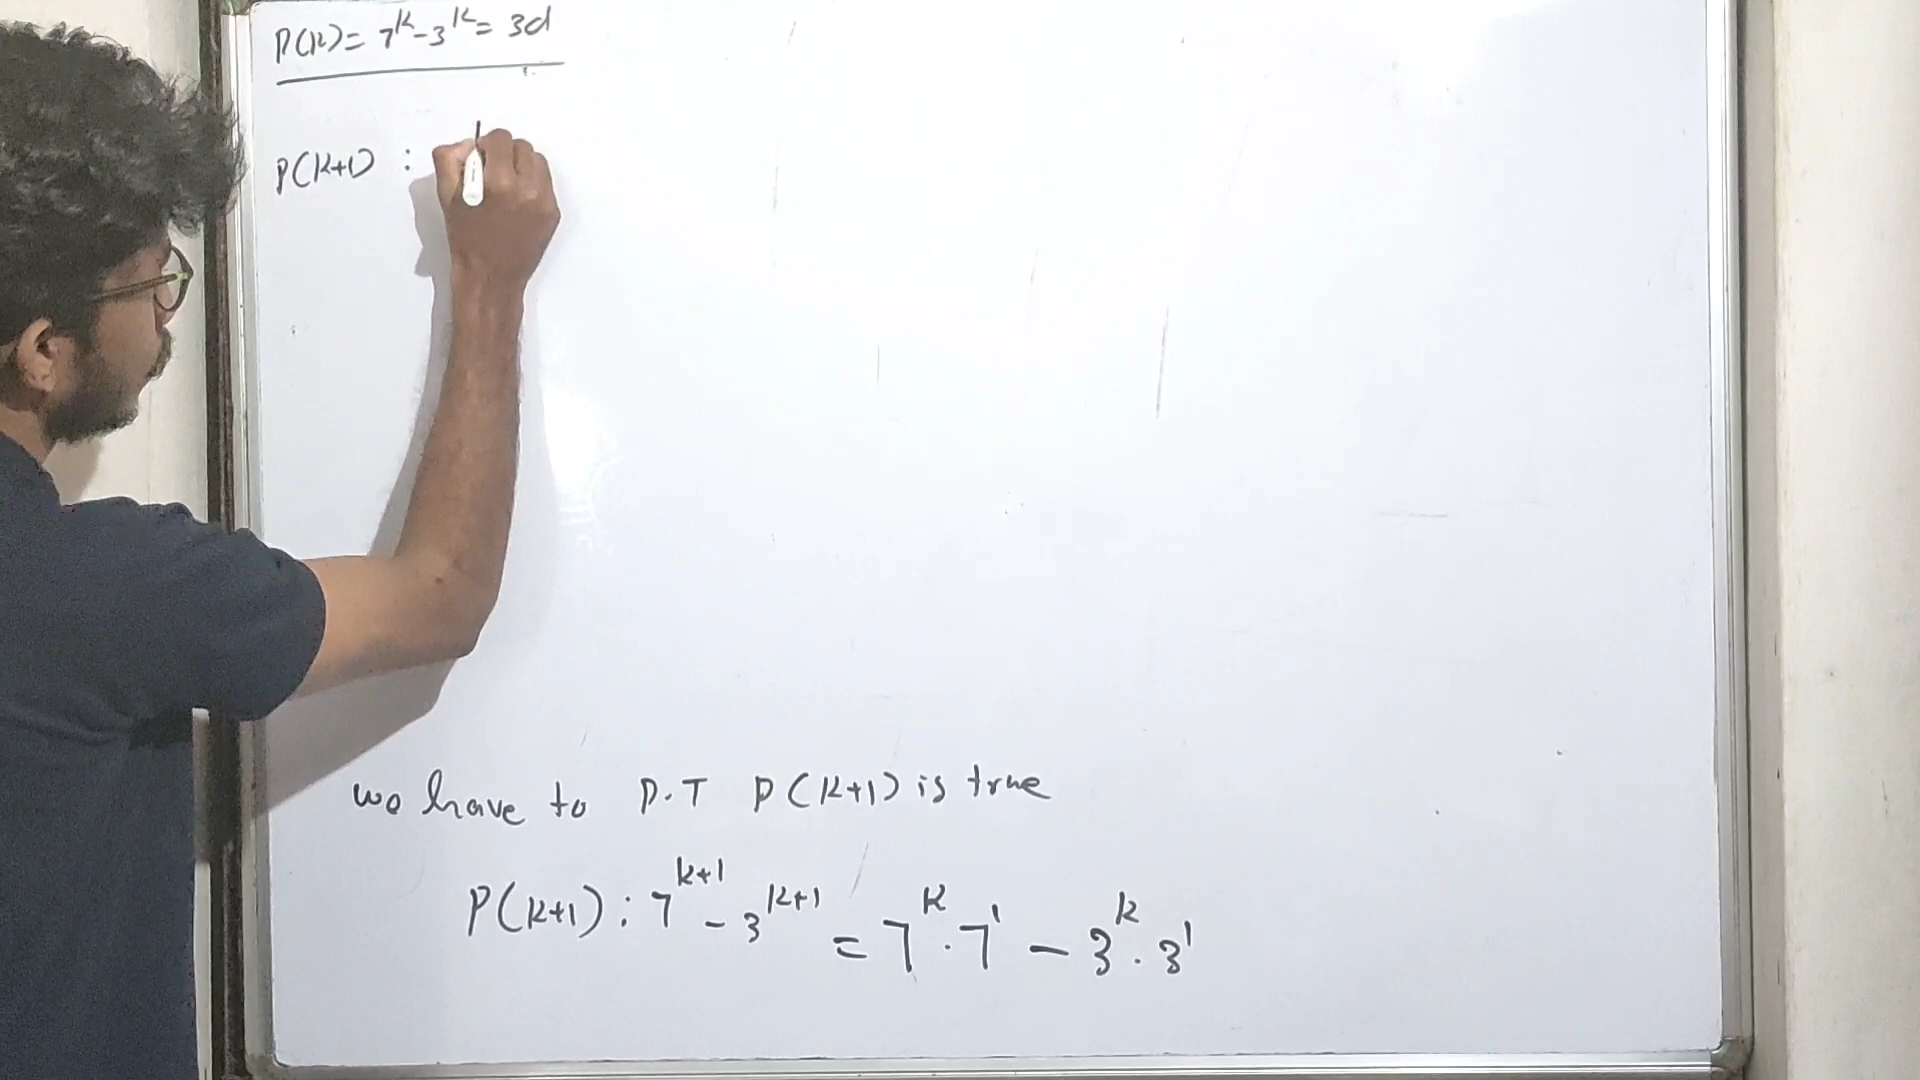 P(k) = 7^k - 3^k = 3d
P(k+1) :
we have to P.T P(k+1) is true
P(k+1) : 7^{k+1} - 3^{k+1} = 7^k . 7^1 - 3^k . 3^1